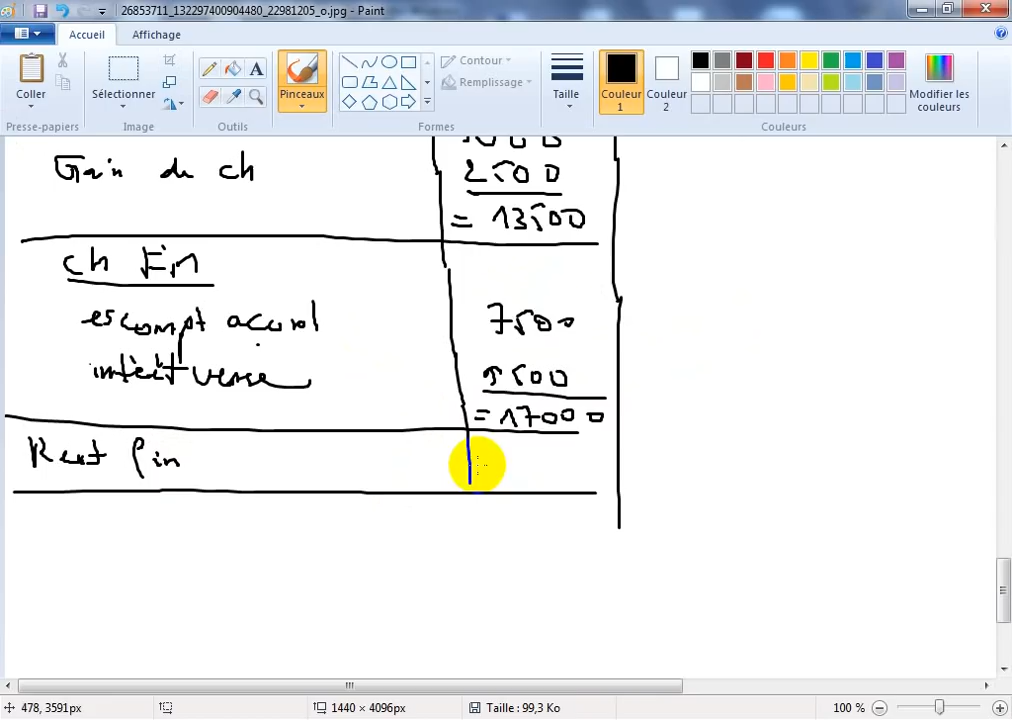 26853711_132297400904480_22981205_o.jpg - Paint
Accueil
Affichage
Coller
Sélectionner
Pinceaux
Contour
Remplissage
Taille
Couleur 1
Couleur 2
Modifier les couleurs
Presse-papiers
Image
Outils
Formes
Couleurs
Gain de ch
2500
= 13500
ch Fin
escompt accord
7500
intérêt versé
9500
= 17000
Rest fin
478, 3591px
1440 × 4096px
Taille : 99,3 Ko
100 %